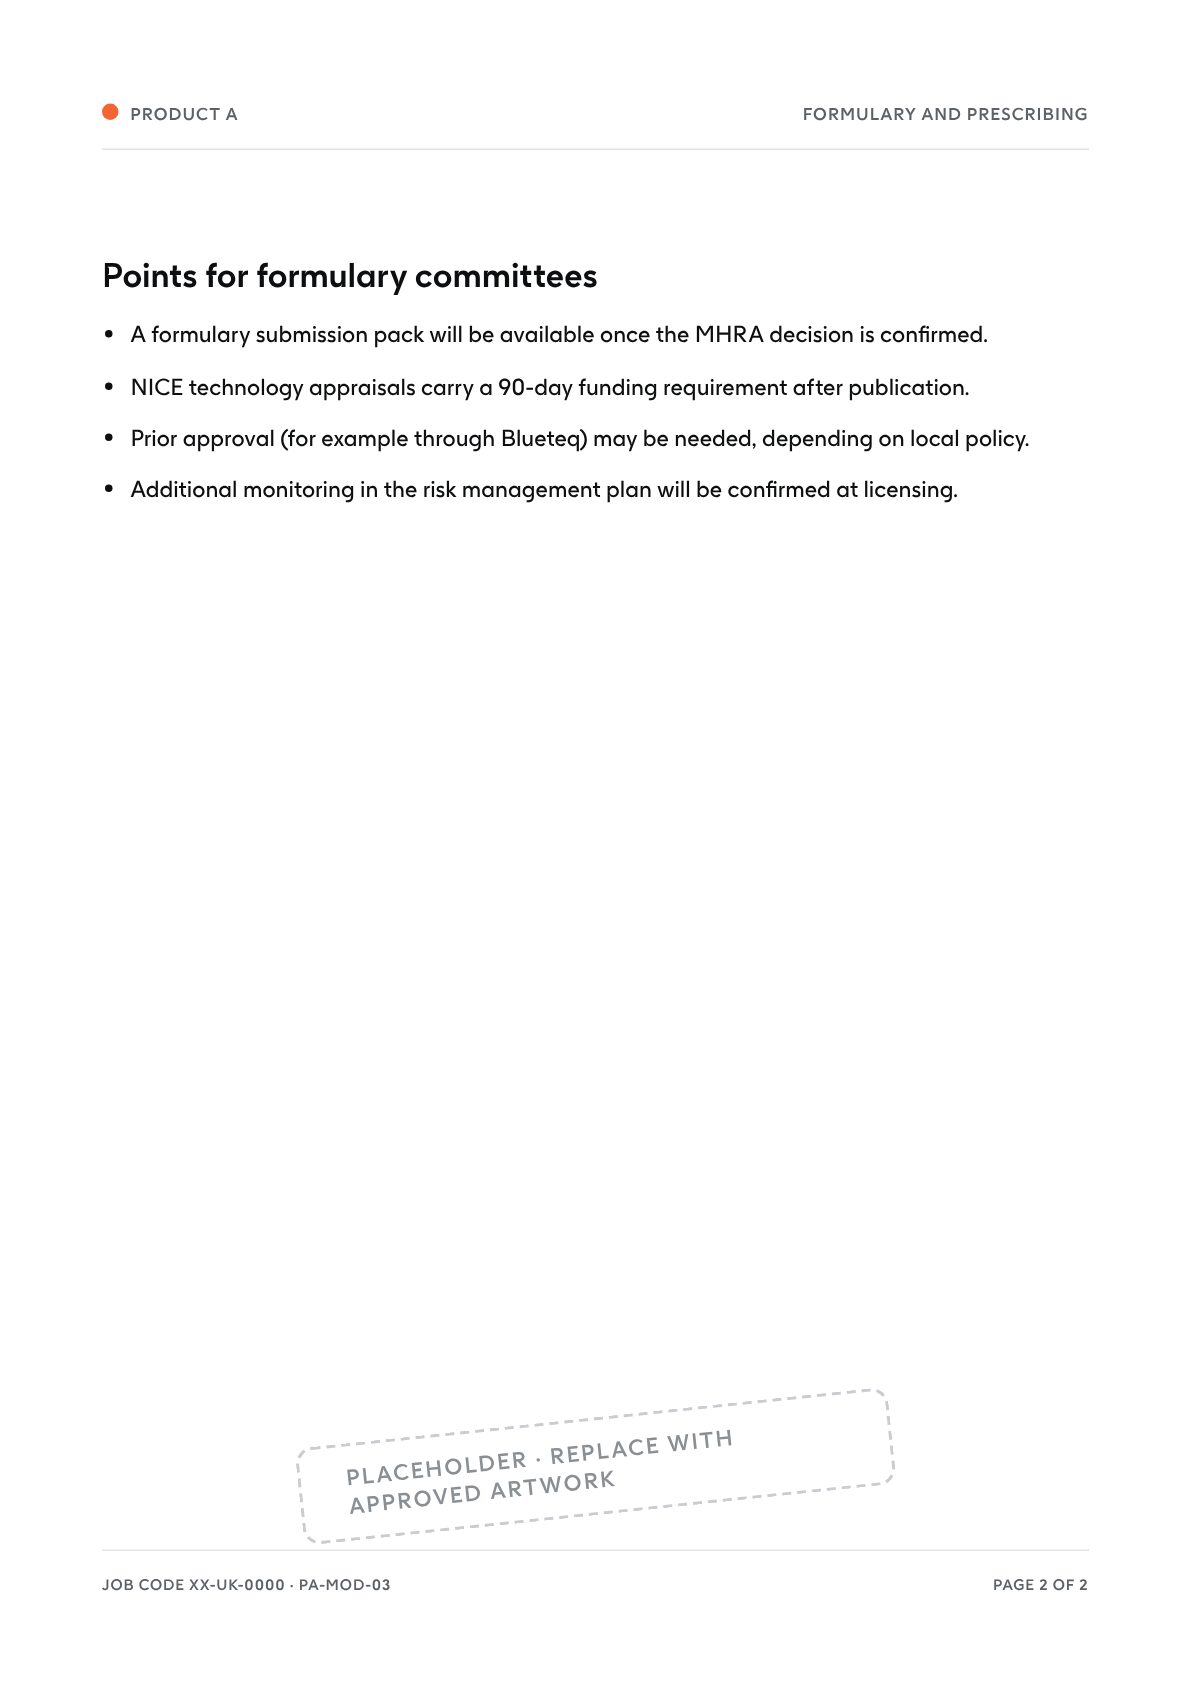 PRODUCT A
FORMULARY AND PRESCRIBING
Points for formulary committees
• A formulary submission pack will be available once the MHRA decision is confirmed.
• NICE technology appraisals carry a 90-day funding requirement after publication.
• Prior approval (for example through Blueteq) may be needed, depending on local policy.
• Additional monitoring in the risk management plan will be confirmed at licensing.
PLACEHOLDER · REPLACE WITH
APPROVED ARTWORK
JOB CODE XX-UK-0000 · PA-MOD-03
PAGE 2 OF 2